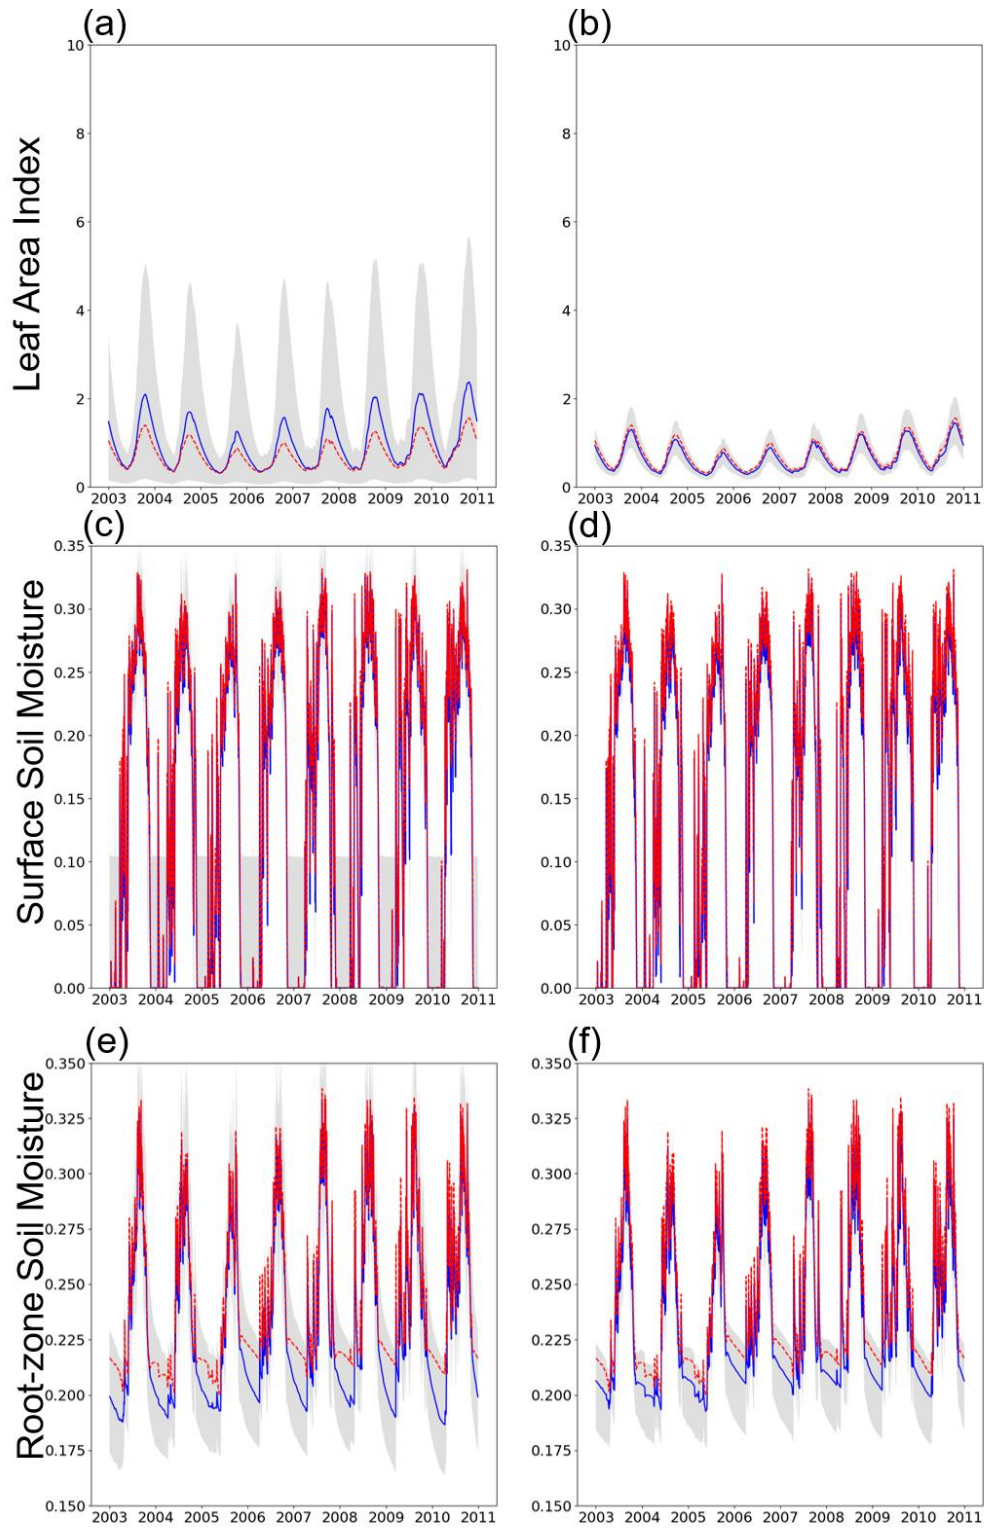 (a) (b)
Leaf Area Index
10 10
8 8
6 6
4 4
2 2
0 0
2003 2004 2005 2006 2007 2008 2009 2010 2011 2003 2004 2005 2006 2007 2008 2009 2010 2011
(c) (d)
Surface Soil Moisture
0.35 0.35
0.30 0.30
0.25 0.25
0.20 0.20
0.15 0.15
0.10 0.10
0.05 0.05
0.00 0.00
2003 2004 2005 2006 2007 2008 2009 2010 2011 2003 2004 2005 2006 2007 2008 2009 2010 2011
(e) (f)
Root-zone Soil Moisture
0.350 0.350
0.325 0.325
0.300 0.300
0.275 0.275
0.250 0.250
0.225 0.225
0.200 0.200
0.175 0.175
0.150 0.150
2003 2004 2005 2006 2007 2008 2009 2010 2011 2003 2004 2005 2006 2007 2008 2009 2010 2011